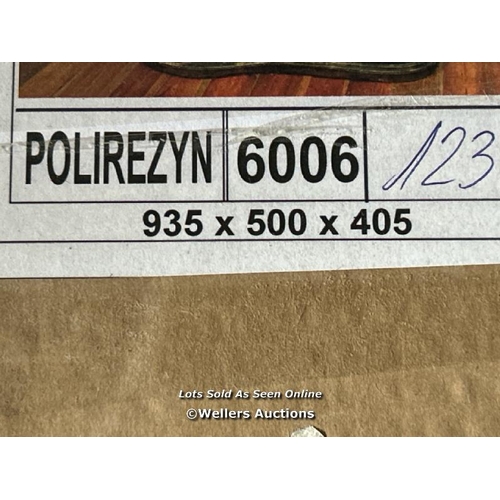 POLIREZYN 6006 123
935 x 500 x 405
Lots Sold As Seen Online
©Wellers Auctions